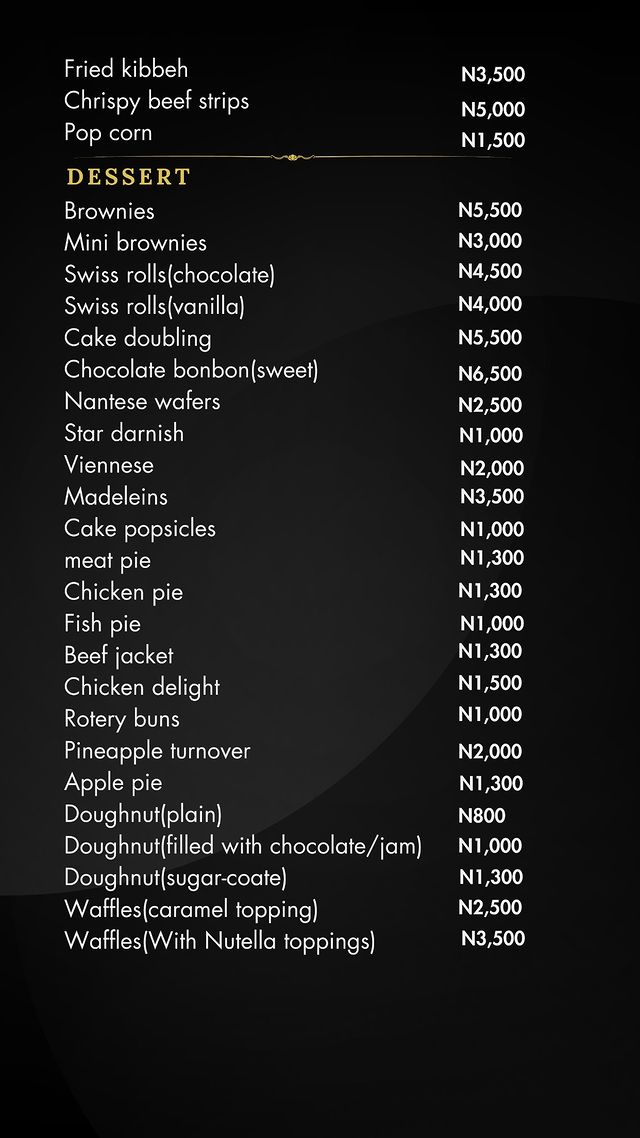 Fried kibbeh N3,500
Chrispy beef strips N5,000
Pop corn N1,500
DESSERT
Brownies N5,500
Mini brownies N3,000
Swiss rolls(chocolate) N4,500
Swiss rolls(vanilla) N4,000
Cake doubling N5,500
Chocolate bonbon(sweet) N6,500
Nantese wafers N2,500
Star darnish N1,000
Viennese N2,000
Madeleins N3,500
Cake popsicles N1,000
meat pie N1,300
Chicken pie N1,300
Fish pie N1,000
Beef jacket N1,300
Chicken delight N1,500
Rotery buns N1,000
Pineapple turnover N2,000
Apple pie N1,300
Doughnut(plain) N800
Doughnut(filled with chocolate/jam) N1,000
Doughnut(sugar-coate) N1,300
Waffles(caramel topping) N2,500
Waffles(With Nutella toppings) N3,500